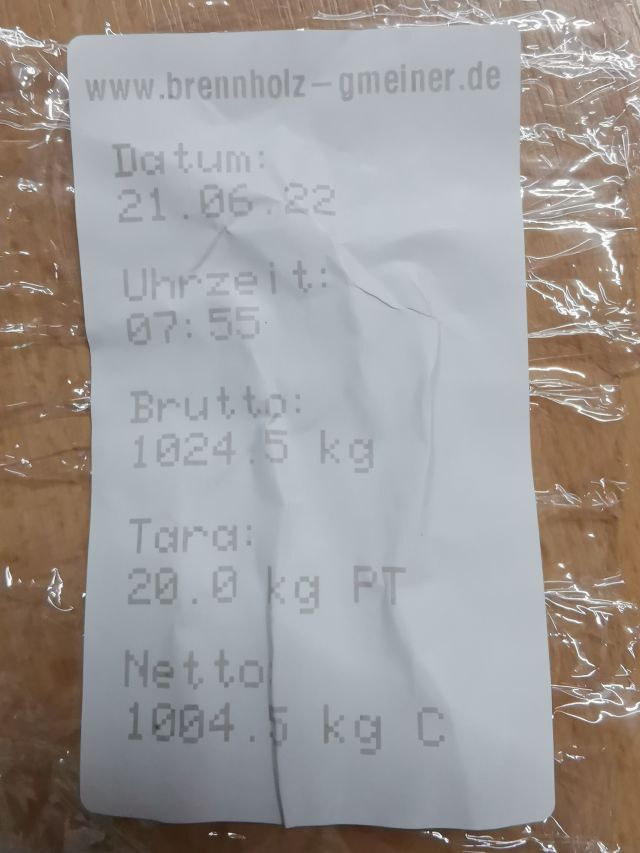 www.brennholz-gmeiner.de
Datum:
21.06.22
Uhrzeit:
07:55
Brutto:
1024.5 kg
Tara:
20.0 kg PT
Netto:
1004.5 kg C